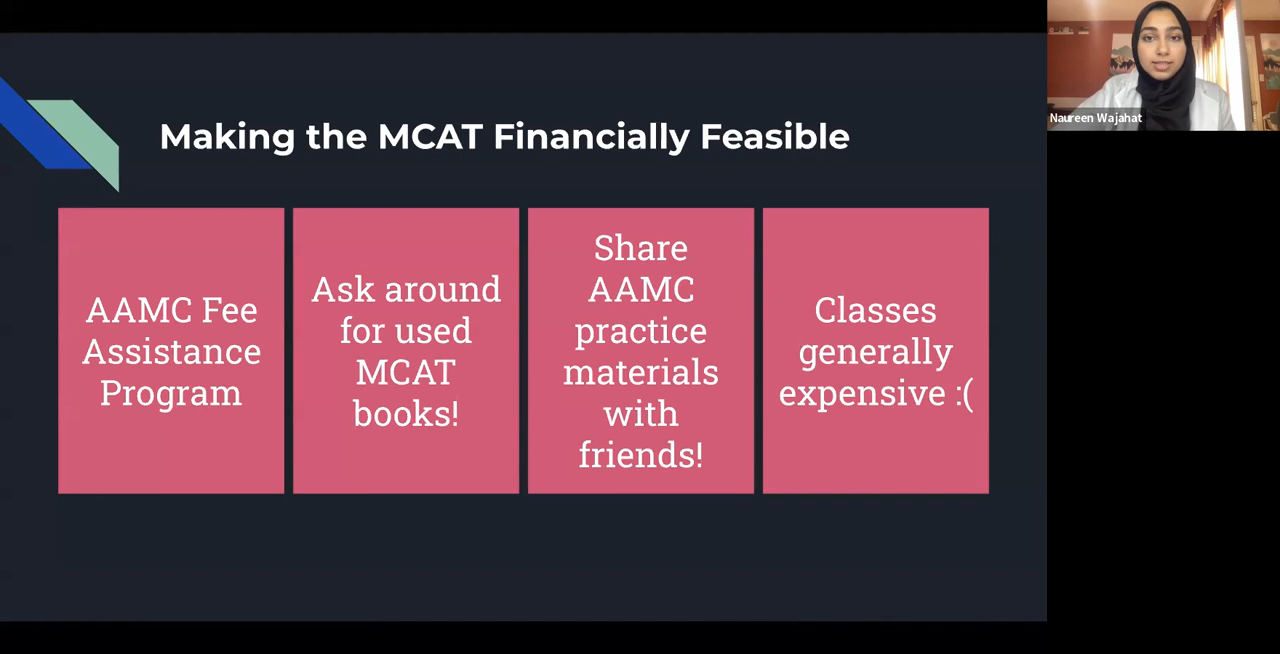 Making the MCAT Financially Feasible
AAMC Fee
Assistance
Program
Ask around
for used
MCAT
books!
Share
AAMC
practice
materials
with
friends!
Classes
generally
expensive :(
Naureen Wajahat